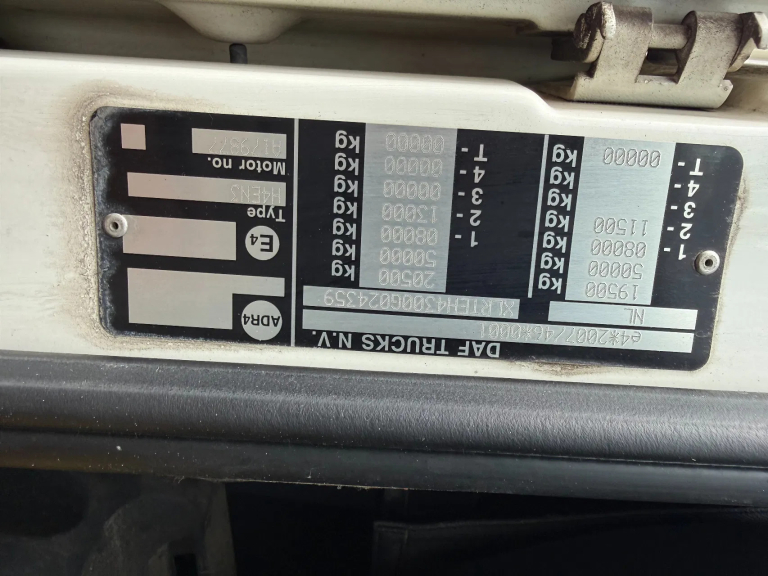 DAF TRUCKS N.V.
e4*2007/46*0001
NL XLRTEH4300G024359
19500 kg
50000 kg
1 - 08000 kg
2 - 11500 kg
3 - kg
4 - kg
T - 00000 kg
20500 kg
50000 kg
1 - 08000 kg
2 - 13000 kg
3 - 00000 kg
4 - 00000 kg
T - 00000 kg
ADR4
E4
Type
H4EN3
Motor no.